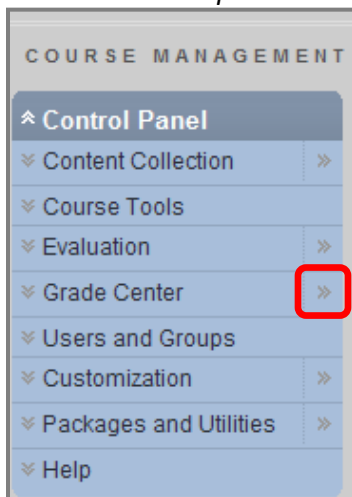 COURSE MANAGEMENT
Control Panel
Content Collection
Course Tools
Evaluation
Grade Center
Users and Groups
Customization
Packages and Utilities
Help